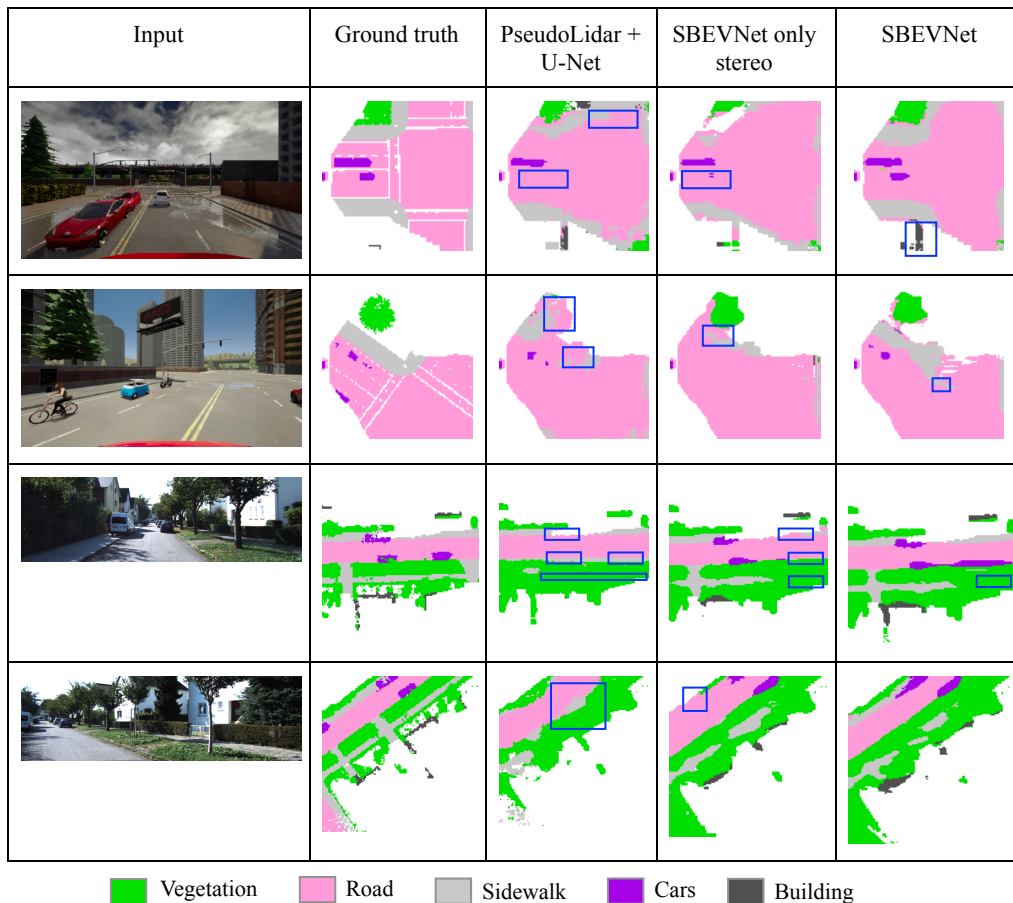 Input
Ground truth
PseudoLidar +
U-Net
SBEVNet only
stereo
SBEVNet
Vegetation
Road
Sidewalk
Cars
Building